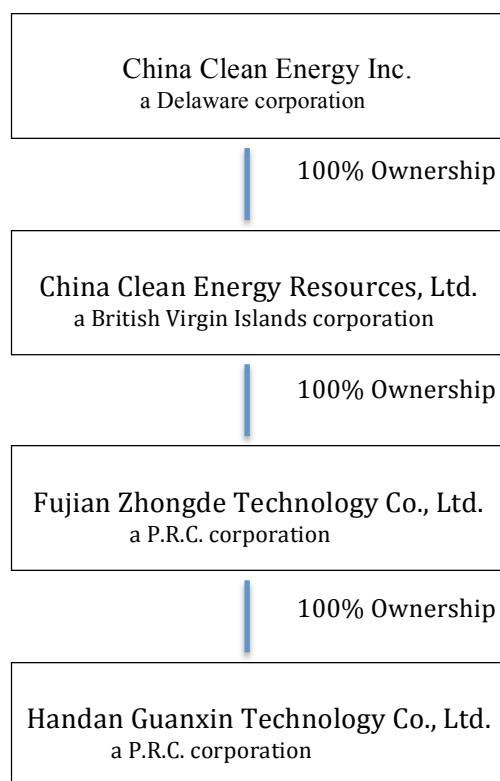 China Clean Energy Inc.
a Delaware corporation
100% Ownership
China Clean Energy Resources, Ltd.
a British Virgin Islands corporation
100% Ownership
Fujian Zhongde Technology Co., Ltd.
a P.R.C. corporation
100% Ownership
Handan Guanxin Technology Co., Ltd.
a P.R.C. corporation